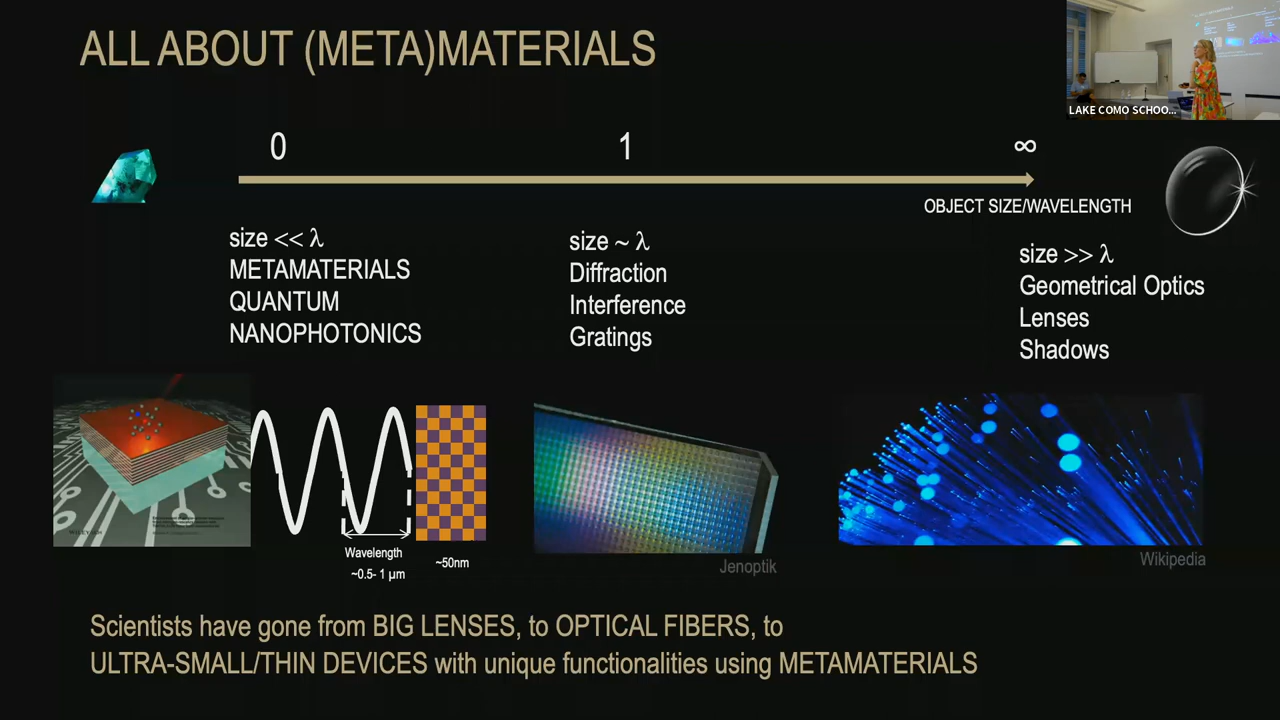 ALL ABOUT (META)MATERIALS
LAKE COMO SCHOO...
0
1
∞
OBJECT SIZE/WAVELENGTH
size << λ
METAMATERIALS
QUANTUM
NANOPHOTONICS
size ~ λ
Diffraction
Interference
Gratings
size >> λ
Geometrical Optics
Lenses
Shadows
Wavelength
~0.5- 1 μm
~50nm
Jenoptik
Wikipedia
Scientists have gone from BIG LENSES, to OPTICAL FIBERS, to
ULTRA-SMALL/THIN DEVICES with unique functionalities using METAMATERIALS